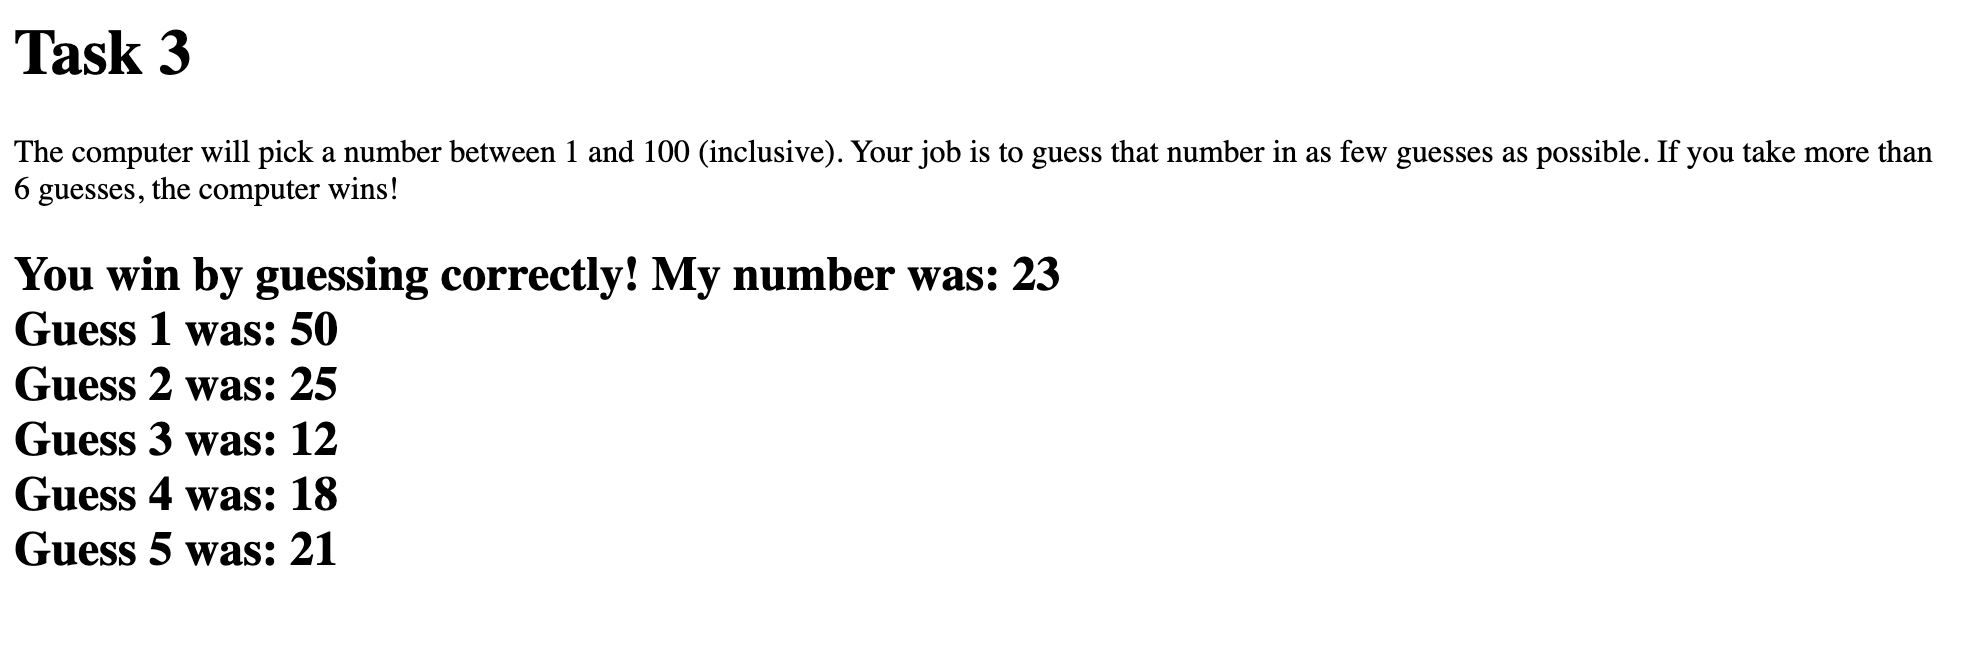 Task 3
The computer will pick a number between 1 and 100 (inclusive). Your job is to guess that number in as few guesses as possible. If you take more than
6 guesses, the computer wins!
You win by guessing correctly! My number was: 23
Guess 1 was: 50
Guess 2 was: 25
Guess 3 was: 12
Guess 4 was: 18
Guess 5 was: 21